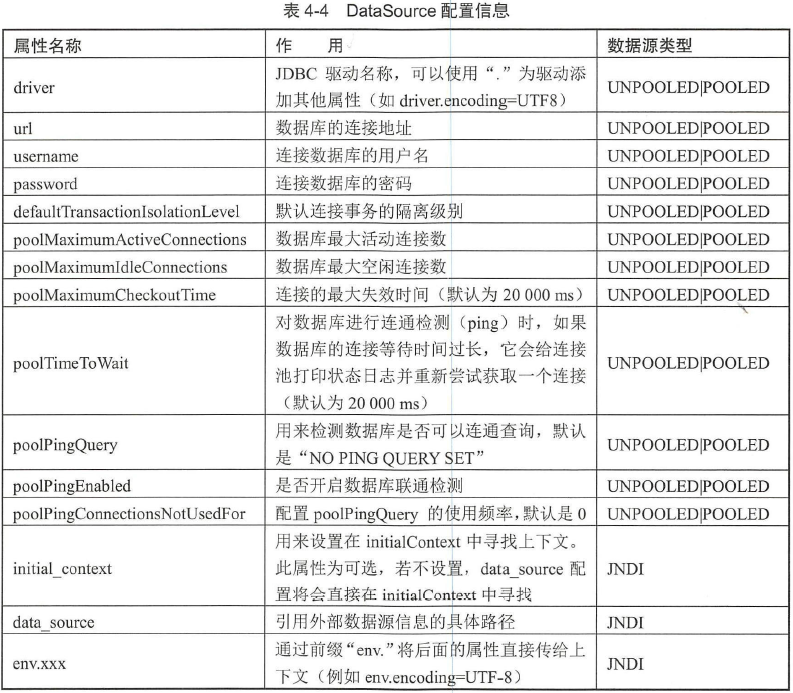 表 4-4 DataSource 配置信息
属性名称 作 用 数据源类型
driver JDBC 驱动名称，可以使用“.”为驱动添 UNPOOLED|POOLED
加其他属性（如 driver.encoding=UTF8）
url 数据库的连接地址 UNPOOLED|POOLED
username 连接数据库的用户名 UNPOOLED|POOLED
password 连接数据库的密码 UNPOOLED|POOLED
defaultTransactionIsolationLevel 默认连接事务的隔离级别 UNPOOLED|POOLED
poolMaximumActiveConnections 数据库最大活动连接数 UNPOOLED|POOLED
poolMaximumIdleConnections 数据库最大空闲连接数 UNPOOLED|POOLED
poolMaximumCheckoutTime 连接的最大失效时间（默认为 20 000 ms） UNPOOLED|POOLED
对数据库进行连通检测（ping）时，如果
数据库的连接等待时间过长，它会给连接
poolTimeToWait 池打印状态日志并重新尝试获取一个连接 UNPOOLED|POOLED
（默认为 20 000 ms）
poolPingQuery 用来检测数据库是否可以连通查询，默认 UNPOOLED|POOLED
是“NO PING QUERY SET”
poolPingEnabled 是否开启数据库联通检测 UNPOOLED|POOLED
poolPingConnectionsNotUsedFor 配置 poolPingQuery 的使用频率，默认是 0 UNPOOLED|POOLED
用来设置在 initialContext 中寻找上下文。
initial_context 此属性为可选，若不设置，data_source 配 JNDI
置将会直接在 initialContext 中寻找
data_source 引用外部数据源信息的具体路径 JNDI
env.xxx 通过前缀“env.”将后面的属性直接传给上 JNDI
下文（例如 env.encoding=UTF-8）